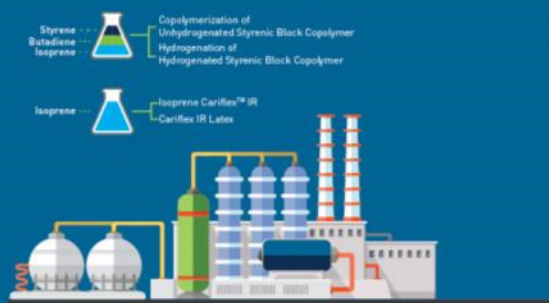 Styrene
Butadiene
Isoprene
Copolymerization of
Unhydrogenated Styrenic Block Copolymer
Hydrogenation of
Hydrogenated Styrenic Block Copolymer
Isoprene
Isoprene Cariflex™ IR
Cariflex IR Latex